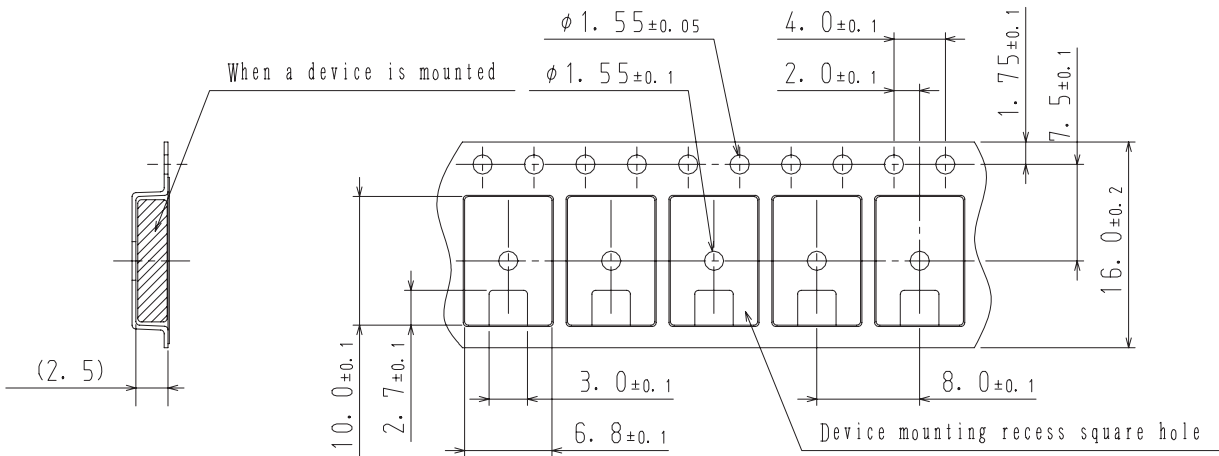 φ1.55±0.05
4.0±0.1
When a device is mounted
φ1.55±0.1
2.0±0.1
1.75±0.1
7.5±0.1
16.0±0.2
(2.5)
10.0±0.1
2.7±0.1
3.0±0.1
8.0±0.1
6.8±0.1
Device mounting recess square hole